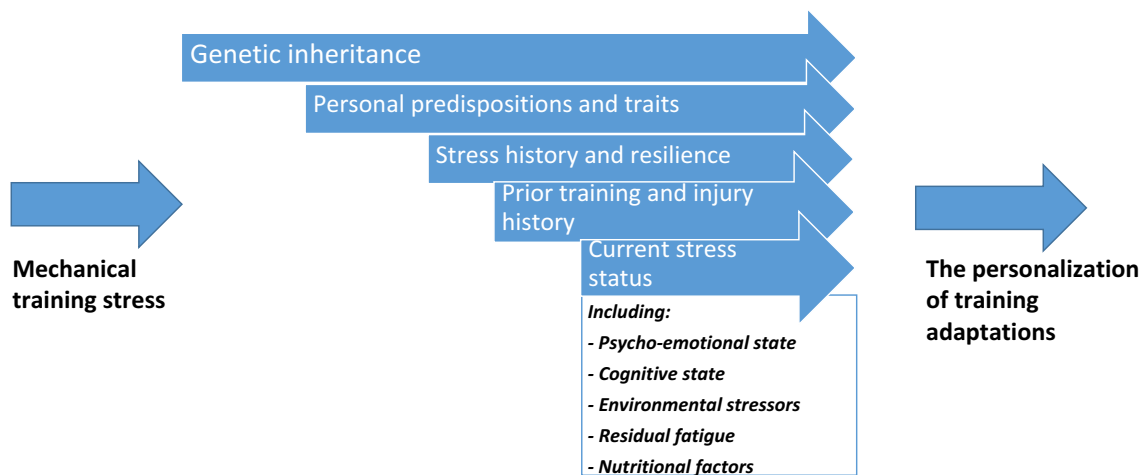 Genetic inheritance
Personal predispositions and traits
Stress history and resilience
Prior training and injury
history
Current stress
status
Mechanical
training stress
The personalization
of training
adaptations
Including:
- Psycho-emotional state
- Cognitive state
- Environmental stressors
- Residual fatigue
- Nutritional factors